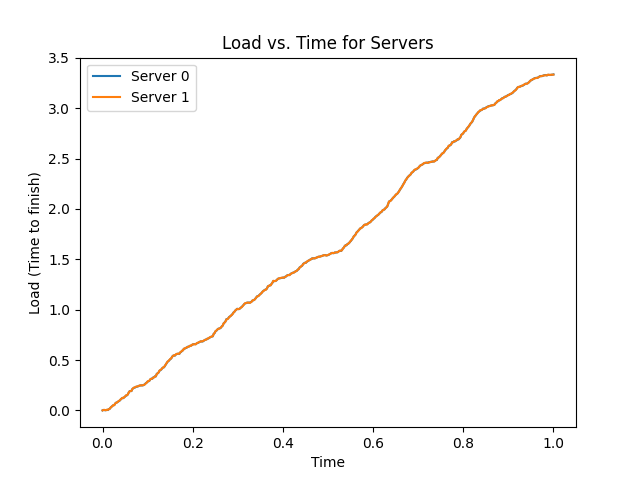 Load vs. Time for Servers
Server 0
Server 1
Load (Time to finish)
3.5
3.0
2.5
2.0
1.5
1.0
0.5
0.0
0.0 0.2 0.4 0.6 0.8 1.0
Time